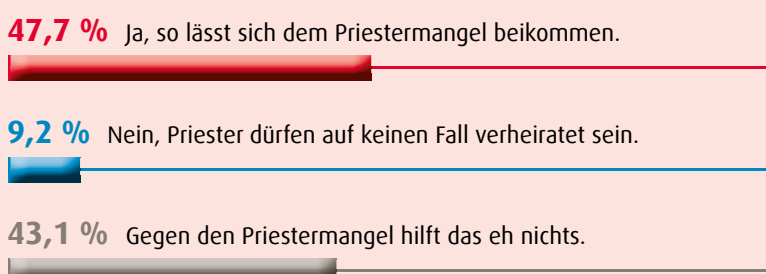 47,7 % Ja, so lässt sich dem Priestermangel beikommen.
9,2 % Nein, Priester dürfen auf keinen Fall verheiratet sein.
43,1 % Gegen den Priestermangel hilft das eh nichts.